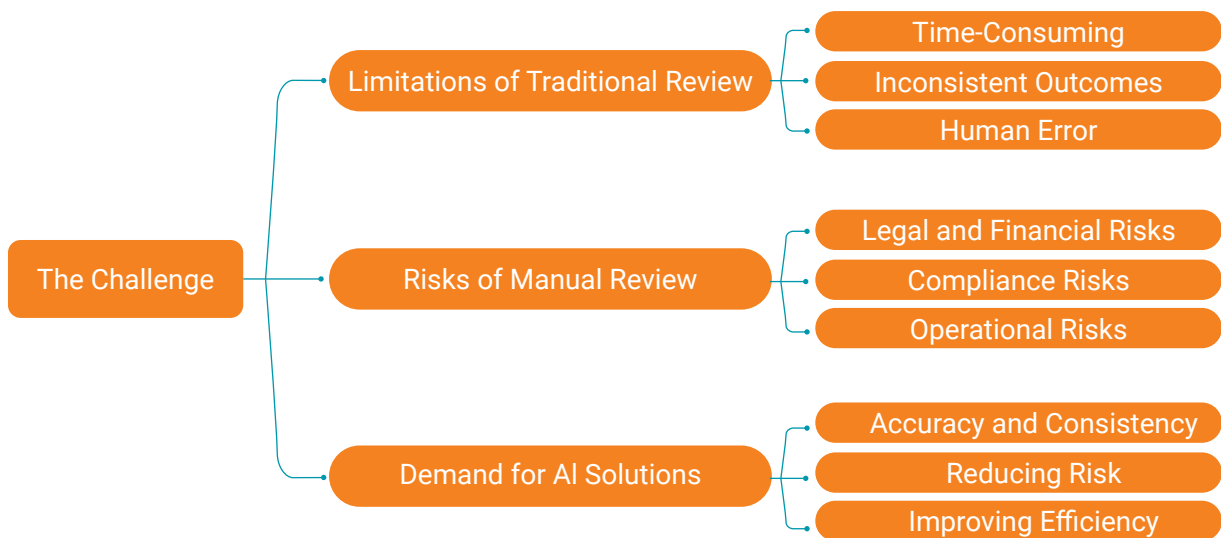 The Challenge
Limitations of Traditional Review
Time-Consuming
Inconsistent Outcomes
Human Error
Risks of Manual Review
Legal and Financial Risks
Compliance Risks
Operational Risks
Demand for AI Solutions
Accuracy and Consistency
Reducing Risk
Improving Efficiency